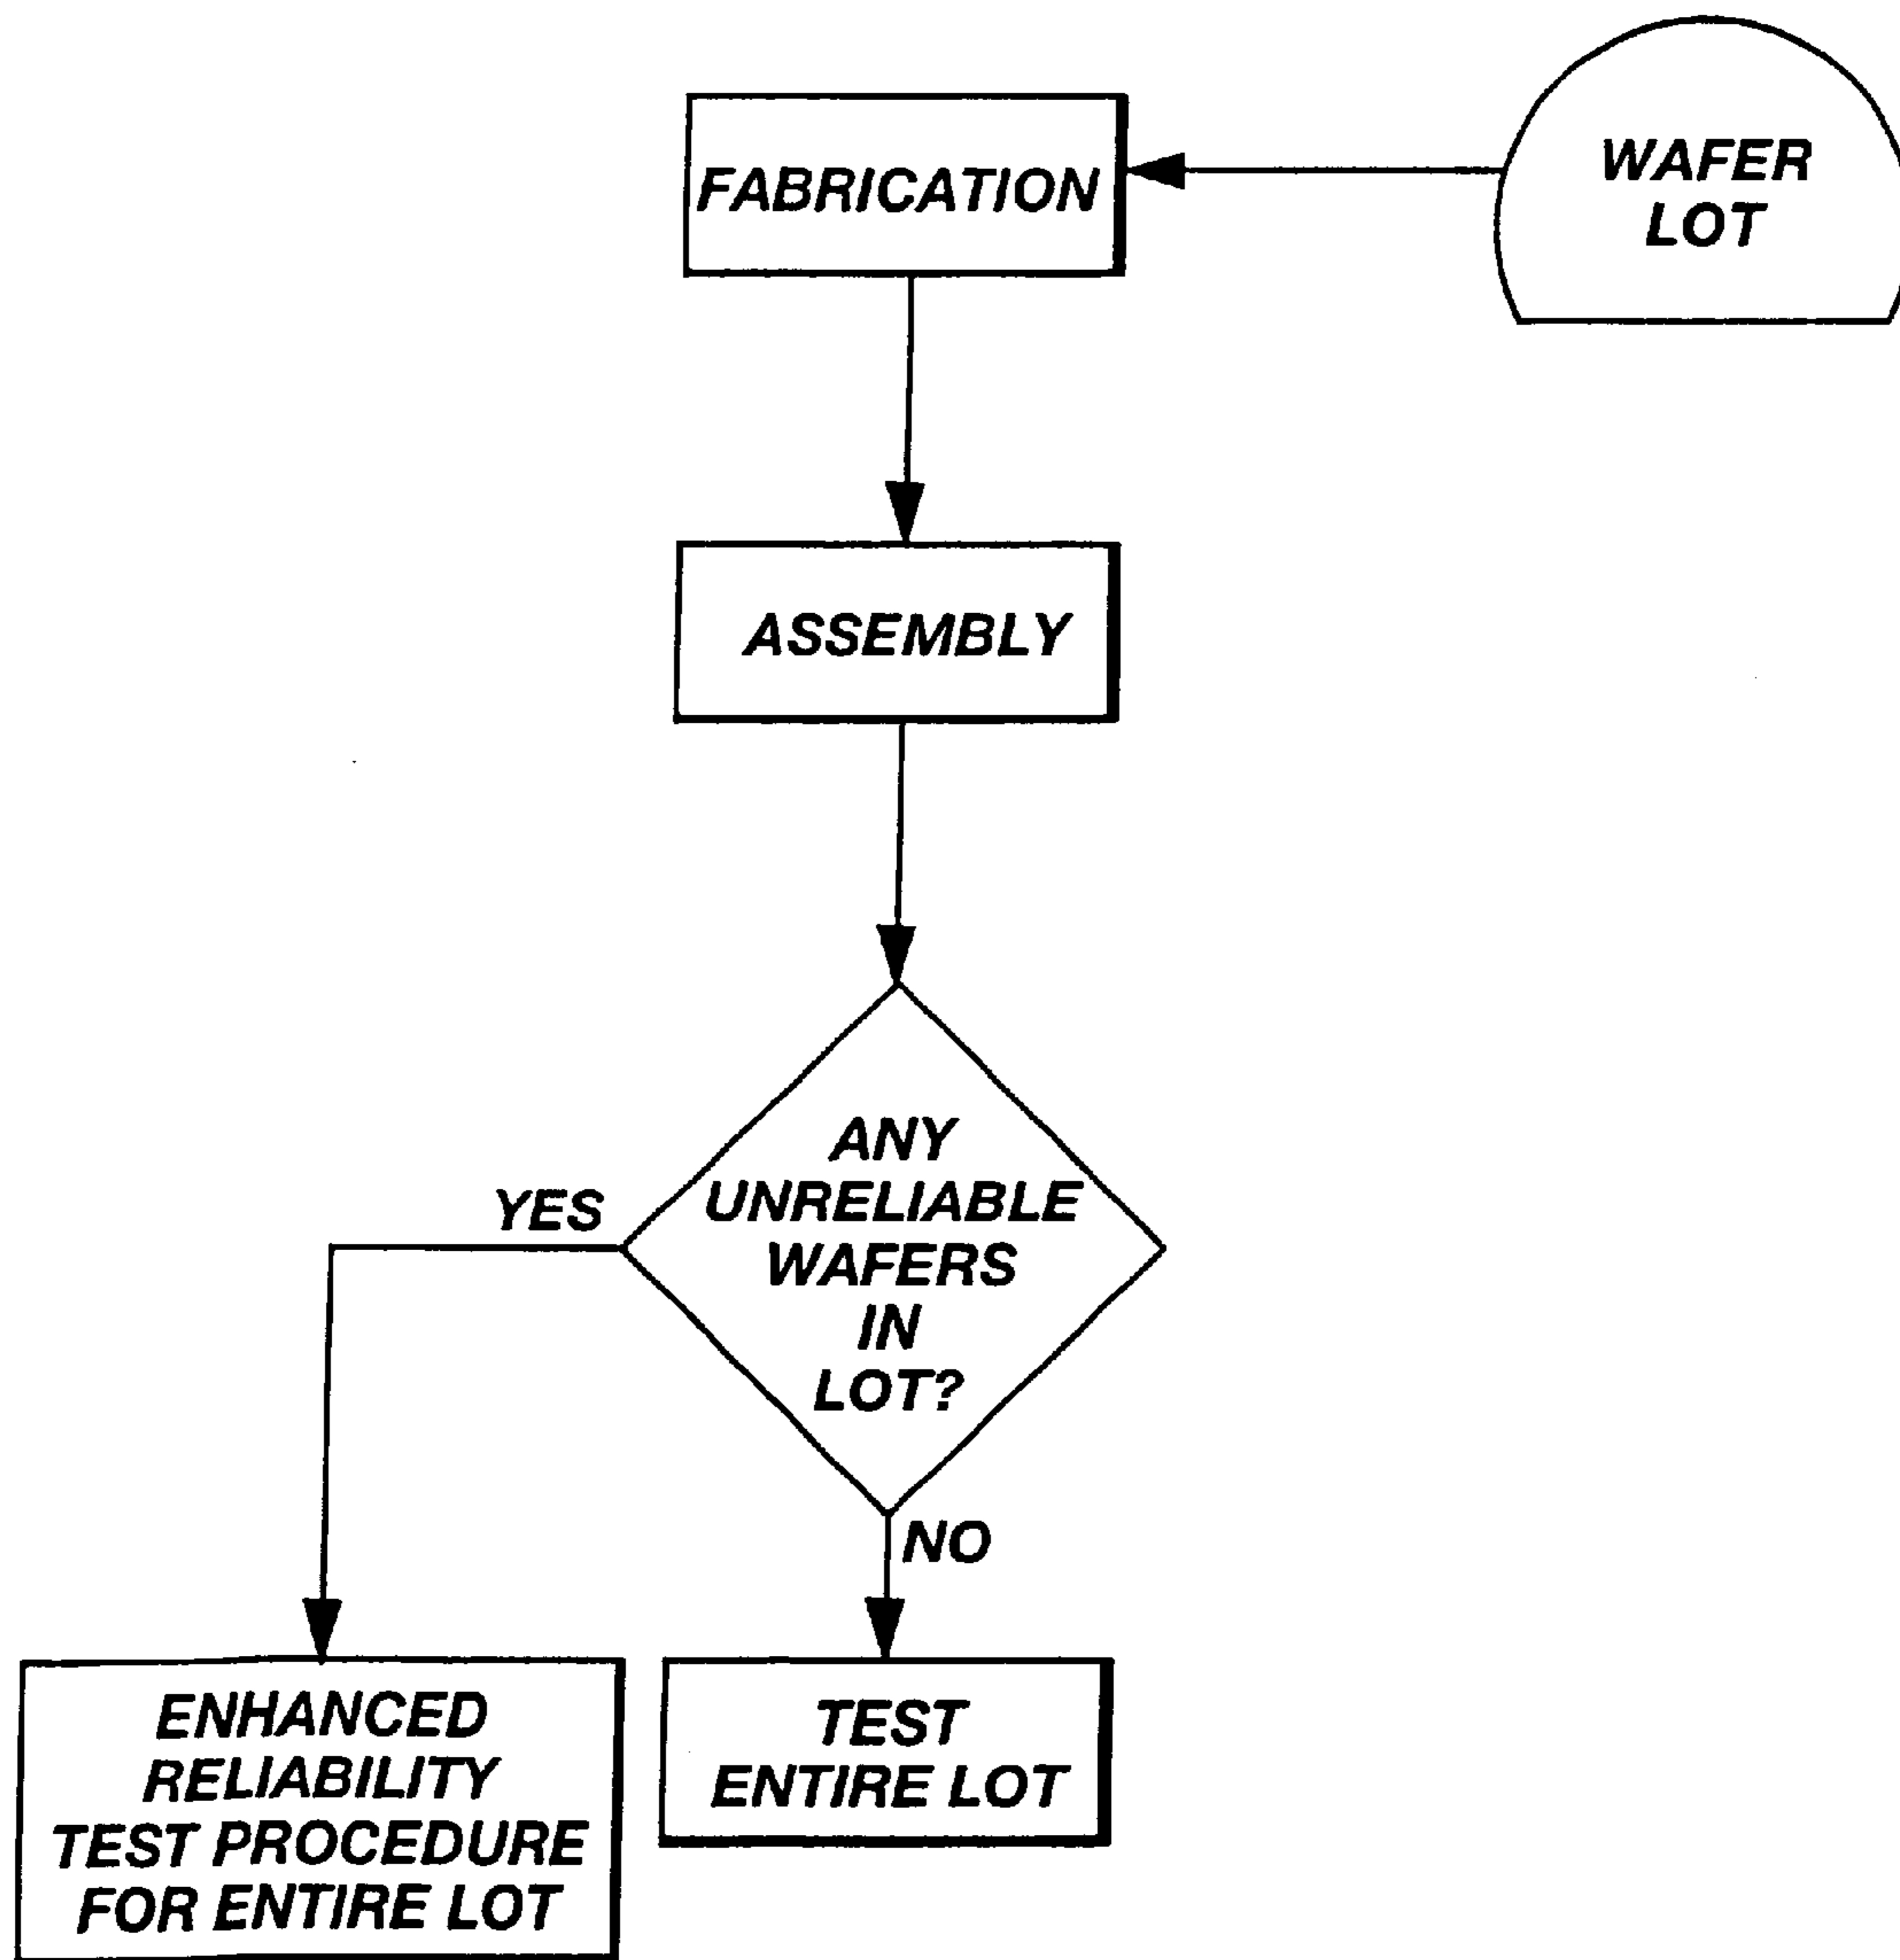 WAFER
LOT
FABRICATION
ASSEMBLY
ANY
UNRELIABLE
WAFERS
IN
LOT?
YES
NO
ENHANCED
RELIABILITY
TEST PROCEDURE
FOR ENTIRE LOT
TEST
ENTIRE LOT